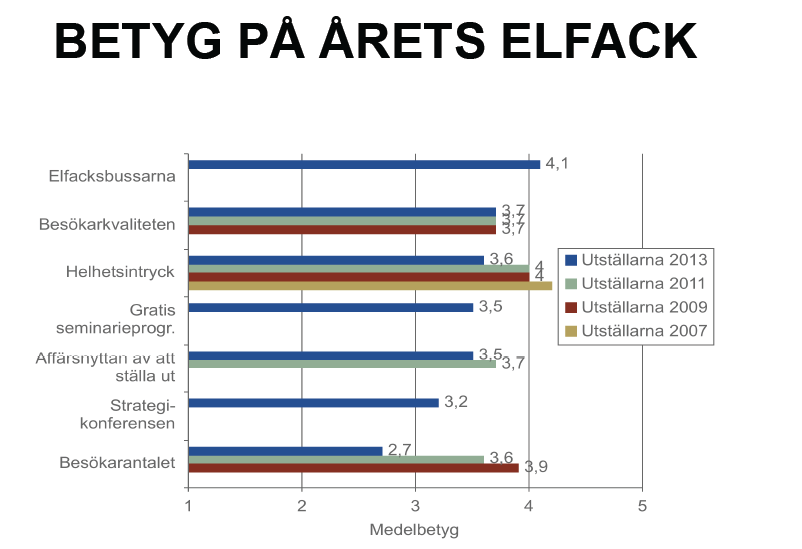 BETYG PÅ ÅRETS ELFACK
Elfacksbussarna
4,1
Besökarkvaliteten
3,7
3,7
3,7
Helhetsintryck
3,6
4
4
Utställarna 2013
Utställarna 2011
Utställarna 2009
Utställarna 2007
Gratis
seminarieprogr.
3,5
Affärsnyttan av att
ställa ut
3,5
3,7
Strategi-
konferensen
3,2
Besökarantalet
2,7
3,6
3,9
1 2 3 4 5
Medelbetyg